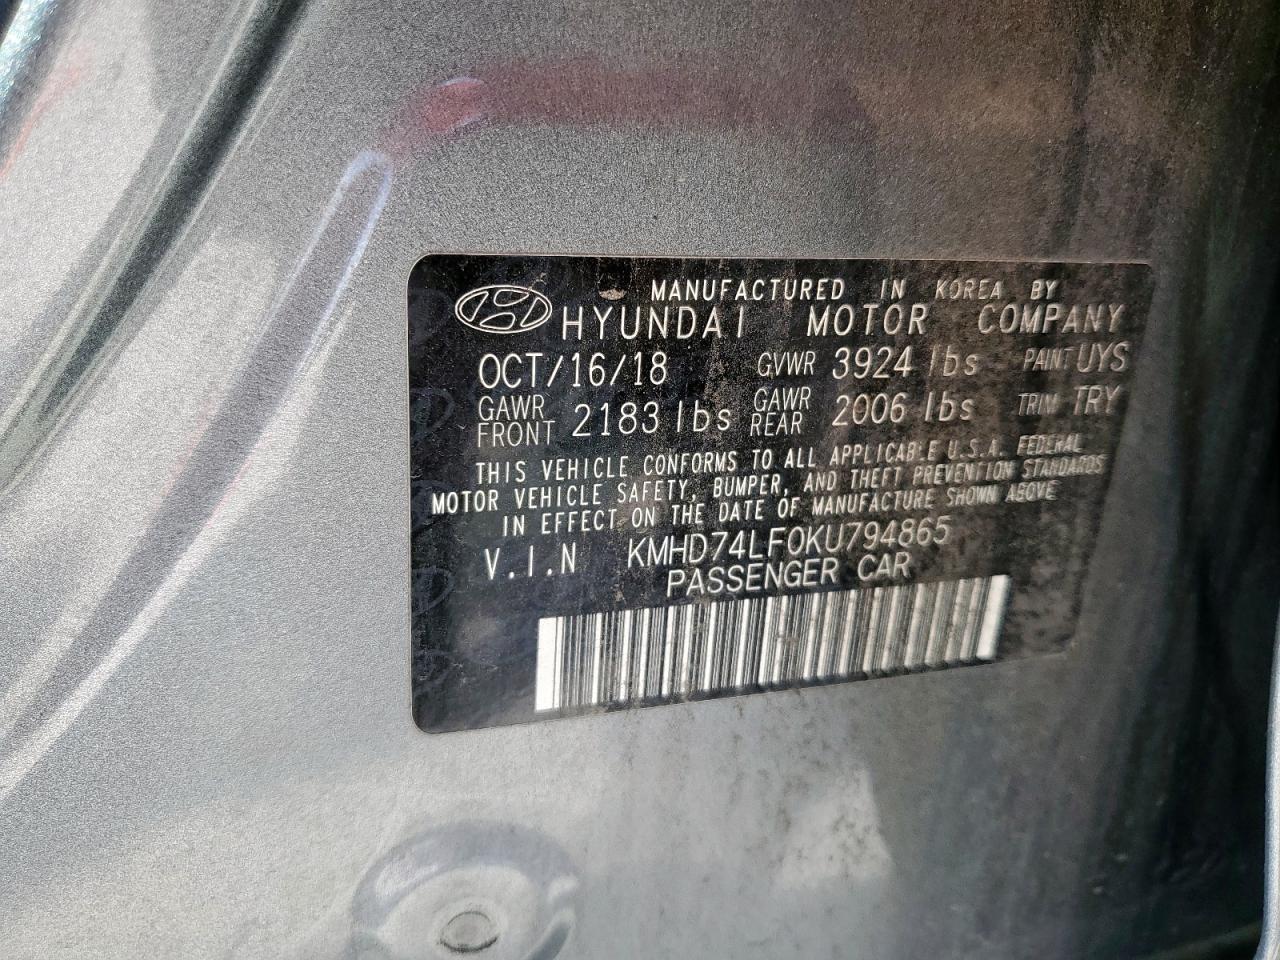 MANUFACTURED IN KOREA BY
HYUNDAI MOTOR COMPANY
OCT/16/18 GVWR 3924 lbs PAINT UYS
GAWR FRONT 2183 lbs GAWR REAR 2006 lbs TRIM TRY
THIS VEHICLE CONFORMS TO ALL APPLICABLE U.S.A. FEDERAL
MOTOR VEHICLE SAFETY, BUMPER, AND THEFT PREVENTION STANDARDS
IN EFFECT ON THE DATE OF MANUFACTURE SHOWN ABOVE
V.I.N KMHD74LF0KU794865
PASSENGER CAR